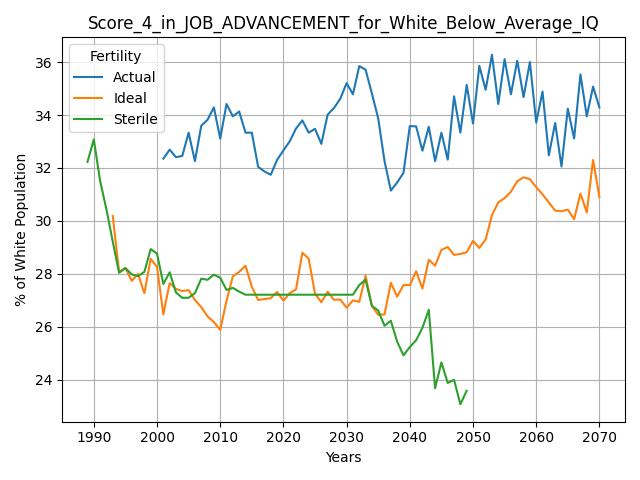 Score_4_in_JOB_ADVANCEMENT_for_White_Below_Average_IQ
Fertility
Actual
Ideal
Sterile
% of White Population
36
34
32
30
28
26
24
1990 2000 2010 2020 2030 2040 2050 2060 2070
Years